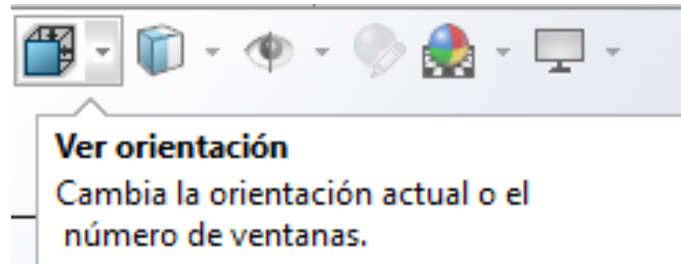 Ver orientación
Cambia la orientación actual o el
número de ventanas.